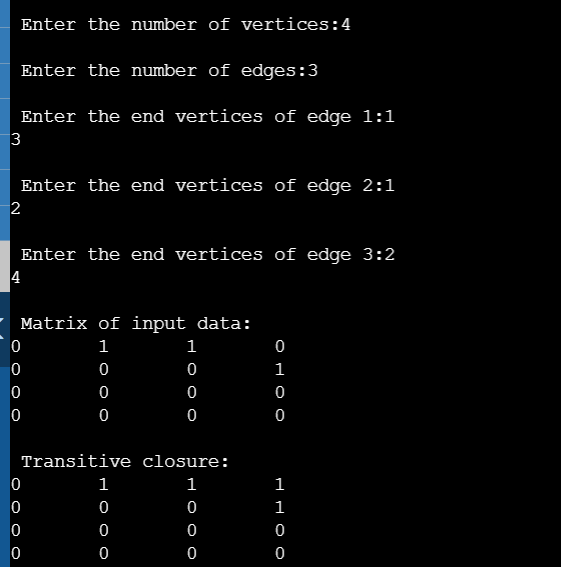 Enter the number of vertices:4
Enter the number of edges:3
Enter the end vertices of edge 1:1
3
Enter the end vertices of edge 2:1
2
Enter the end vertices of edge 3:2
4
Matrix of input data:
0 1 1 0
0 0 0 1
0 0 0 0
0 0 0 0
Transitive closure:
0 1 1 1
0 0 0 1
0 0 0 0
0 0 0 0